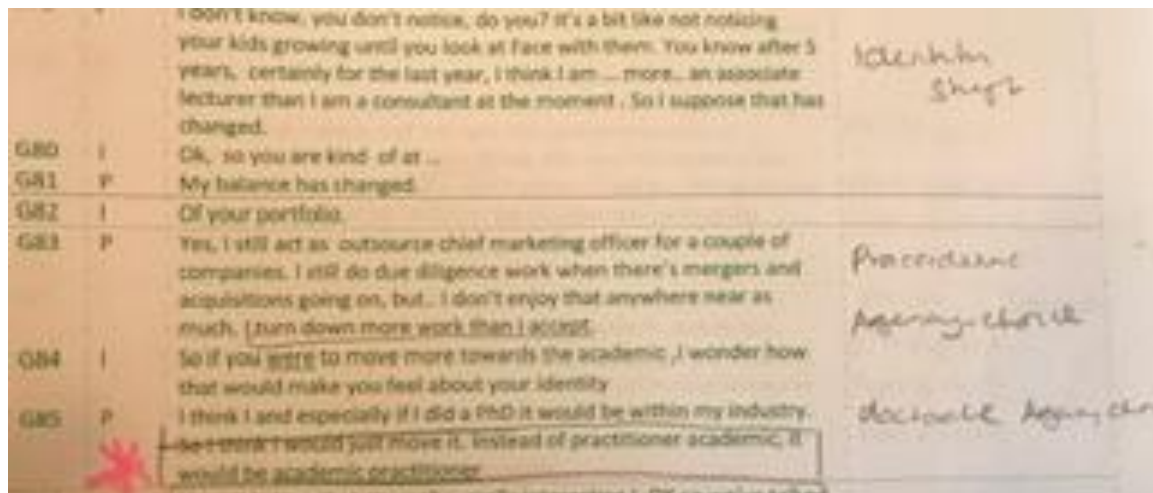 I don't know, you don't notice, do you? It's a bit like not noticing
your kids growing until you look at Face with them. You know after 5
years, certainly for the last year, I think I am ... more.. an associate
lecturer than I am a consultant at the moment . So I suppose that has
changed.
Identity
Shift
G80 I Ok, so you are kind of at ...
G81 P My balance has changed.
G82 I Of your portfolio.
G83 P Yes, I still act as outsource chief marketing officer for a couple of
companies. I still do due diligence work when there's mergers and
acquisitions going on, but.. I don't enjoy that anywhere near as
much. I turn down more work than I accept.
Agency-choice
G84 I So if you were to move more towards the academic ,I wonder how
that would make you feel about your identity
G85 P I think I and especially if I did a PhD it would be within my industry.
So I think I would just move it. Instead of practitioner academic, it
would be academic practitioner
doctorate Agency